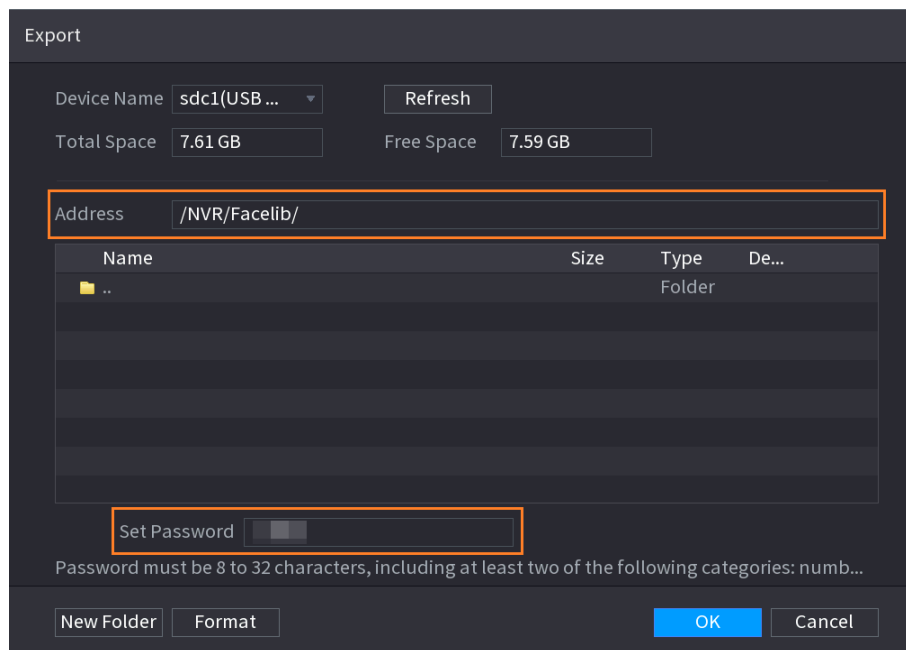 Export
Device Name sdc1(USB ... Refresh
Total Space 7.61 GB Free Space 7.59 GB
Address /NVR/Facelib/
Name Size Type De...
.. Folder
Set Password
Password must be 8 to 32 characters, including at least two of the following categories: numb...
New Folder Format OK Cancel